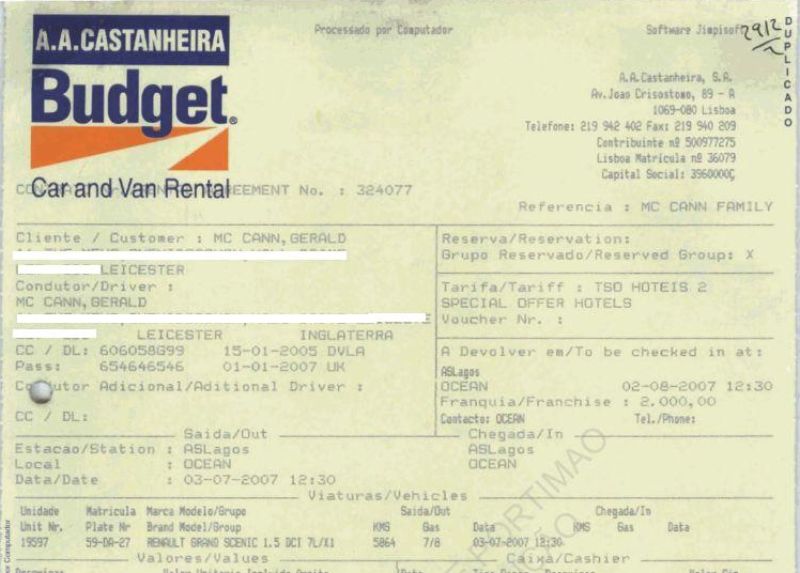 A.A.CASTANHEIRA
Budget®
Car and Van Rental
Processado por Computador
Software Jimpisoft
2912
DUPLICADO
A.A.Castanheira, S.A.
Av.Joao Crisostomo, 89 - A
1069-080 Lisboa
Telefone: 219 942 402 Fax: 219 940 209
Contribuinte nº 500977275
Lisboa Matricula nº 36079
Capital Social: 3960000Ç
AGREEMENT No. : 324077
Referencia : MC CANN FAMILY
Cliente / Customer : MC CANN,GERALD
LEICESTER
Condutor/Driver :
MC CANN,GERALD
LEICESTER INGLATERRA
CC / DL: 606058G99 15-01-2005 DVLA
Pass: 654646546 01-01-2007 UK
Condutor Adicional/Aditional Driver :
CC / DL:
Reserva/Reservation:
Grupo Reservado/Reserved Group: X
Tarifa/Tariff : TSO HOTEIS 2
SPECIAL OFFER HOTELS
Voucher Nr. :
A Devolver em/To be checked in at:
ASLagos
OCEAN 02-08-2007 12:30
Franquia/Franchise : 2.000,00
Contacto: OCEAN Tel./Phone:
Saida/Out Chegada/In
Estacao/Station : ASLagos ASLagos
Local : OCEAN OCEAN
Data/Date : 03-07-2007 12:30
Viaturas/Vehicles
Unidade Matricula Marca Modelo/Grupo Saida/Out Chegada/In
Unit Nr. Plate Nr Brand Model/Group KMS Gas Data KMS Gas Data
19597 59-DA-27 RENAULT GRAND SCENIC 1.5 DCI 7L/X1 5864 7/8 03-07-2007 12:30
Valores/Values Caixa/Cashier
PORTIMAO
Computador